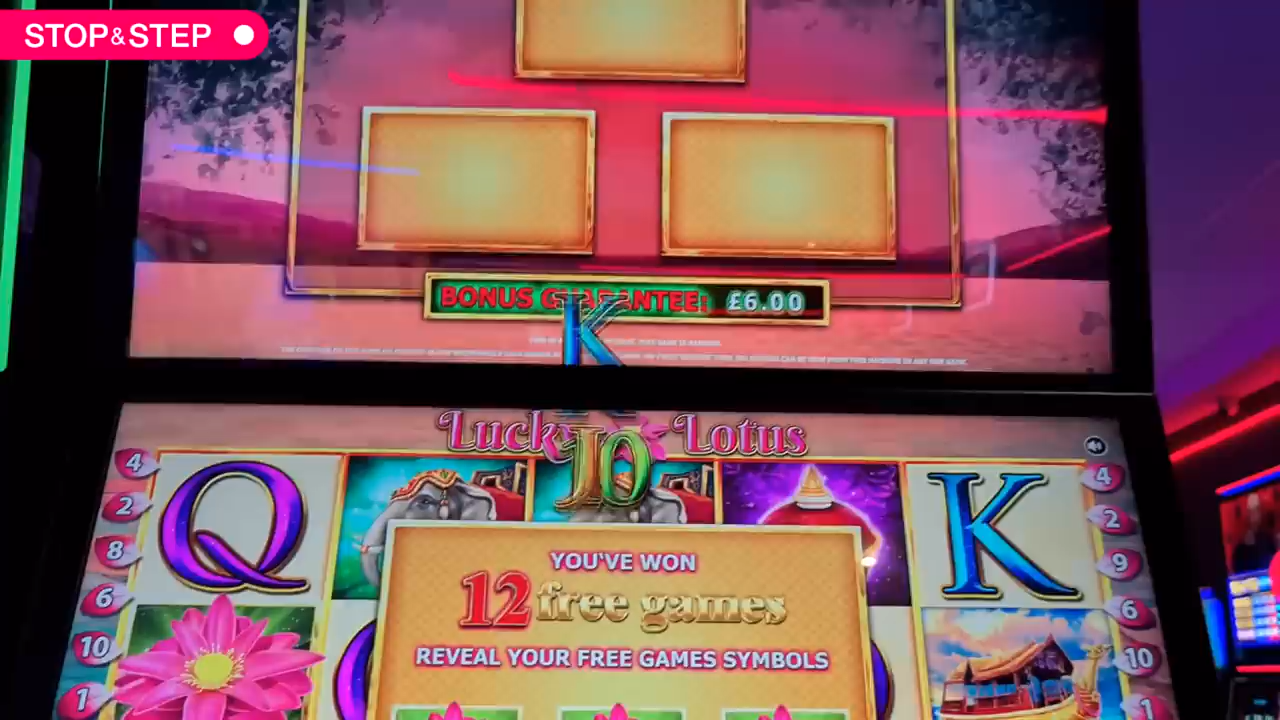 STOP&STEP
BONUS GUARANTEE: £6.00
K
Lucky Lotus
10
4
2
8
6
10
1
Q
K
4
2
9
6
10
1
YOU'VE WON
12 free games
REVEAL YOUR FREE GAMES SYMBOLS